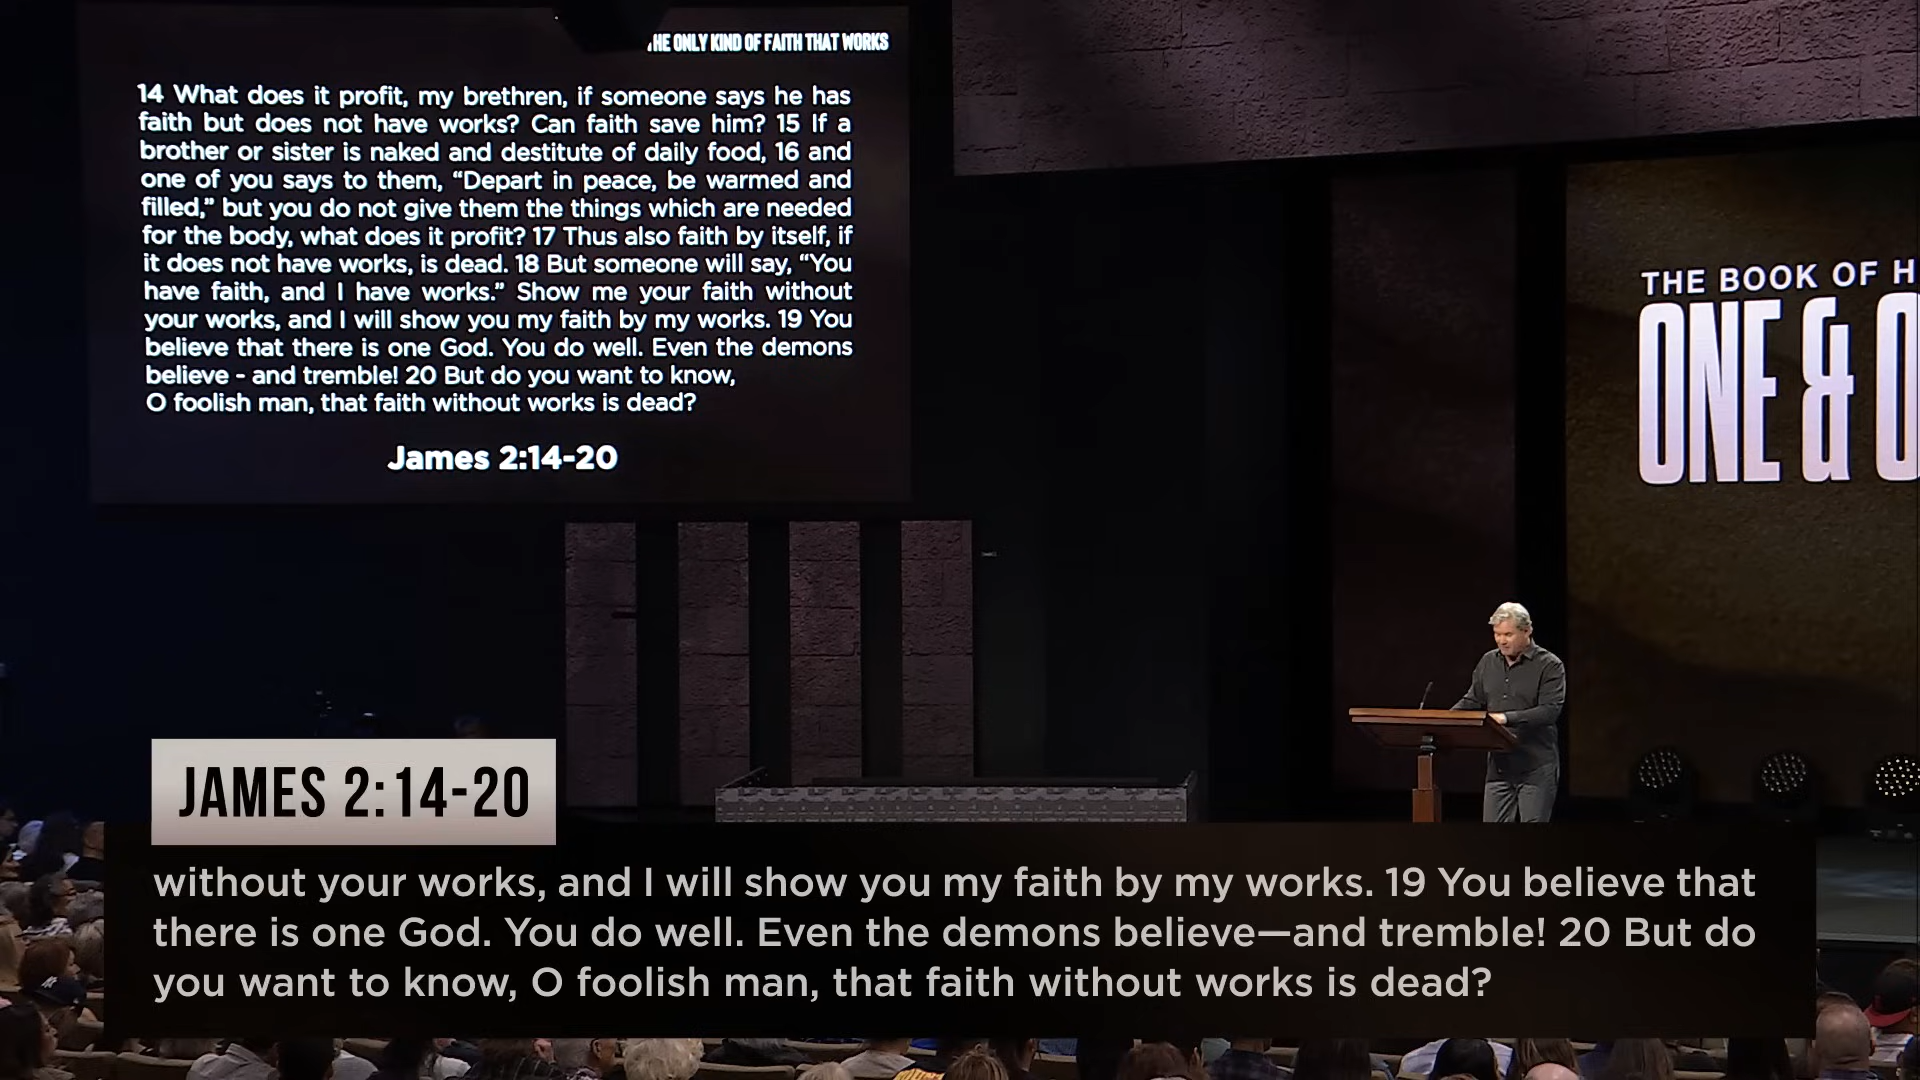 THE ONLY KIND OF FAITH THAT WORKS
14 What does it profit, my brethren, if someone says he has
faith but does not have works? Can faith save him? 15 If a
brother or sister is naked and destitute of daily food, 16 and
one of you says to them, “Depart in peace, be warmed and
filled,” but you do not give them the things which are needed
for the body, what does it profit? 17 Thus also faith by itself, if
it does not have works, is dead. 18 But someone will say, “You
have faith, and I have works.” Show me your faith without
your works, and I will show you my faith by my works. 19 You
believe that there is one God. You do well. Even the demons
believe - and tremble! 20 But do you want to know,
O foolish man, that faith without works is dead?
James 2:14-20
THE BOOK OF H
ONE & O
JAMES 2:14-20
without your works, and I will show you my faith by my works. 19 You believe that
there is one God. You do well. Even the demons believe—and tremble! 20 But do
you want to know, O foolish man, that faith without works is dead?